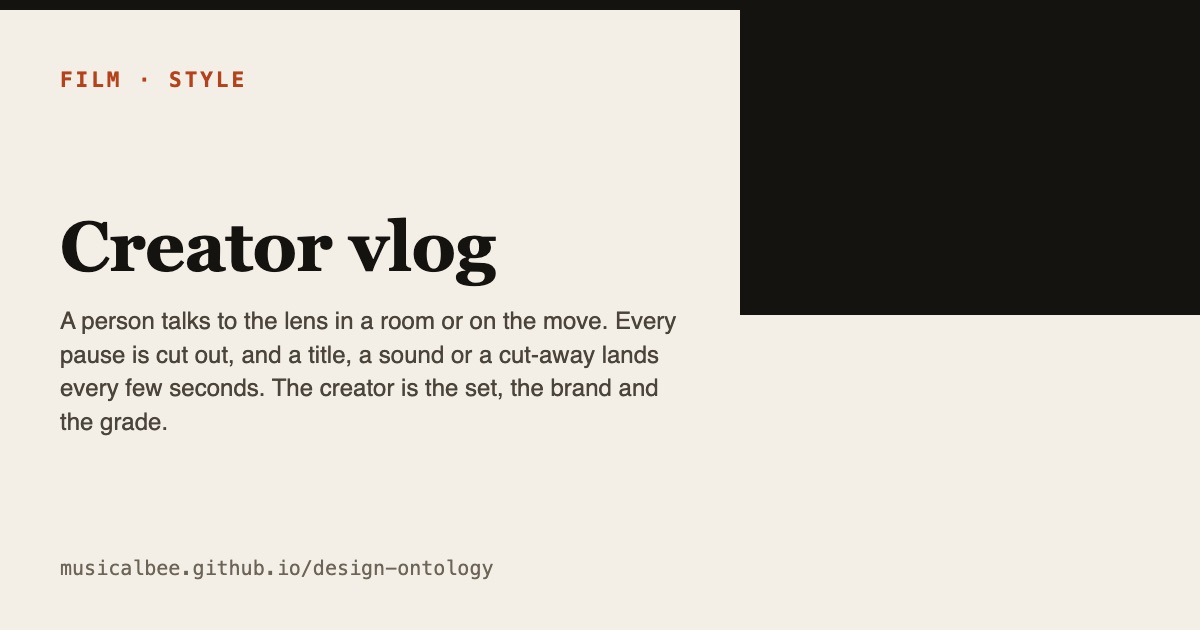 FILM · STYLE
Creator vlog
A person talks to the lens in a room or on the move. Every
pause is cut out, and a title, a sound or a cut-away lands
every few seconds. The creator is the set, the brand and
the grade.
musicalbee.github.io/design-ontology